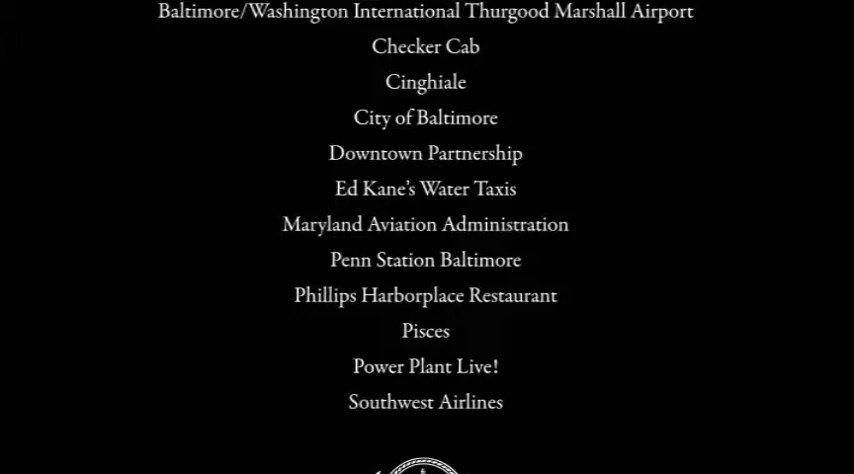 Baltimore/Washington International Thurgood Marshall Airport
Checker Cab
Cinghiale
City of Baltimore
Downtown Partnership
Ed Kane’s Water Taxis
Maryland Aviation Administration
Penn Station Baltimore
Phillips Harborplace Restaurant
Pisces
Power Plant Live!
Southwest Airlines